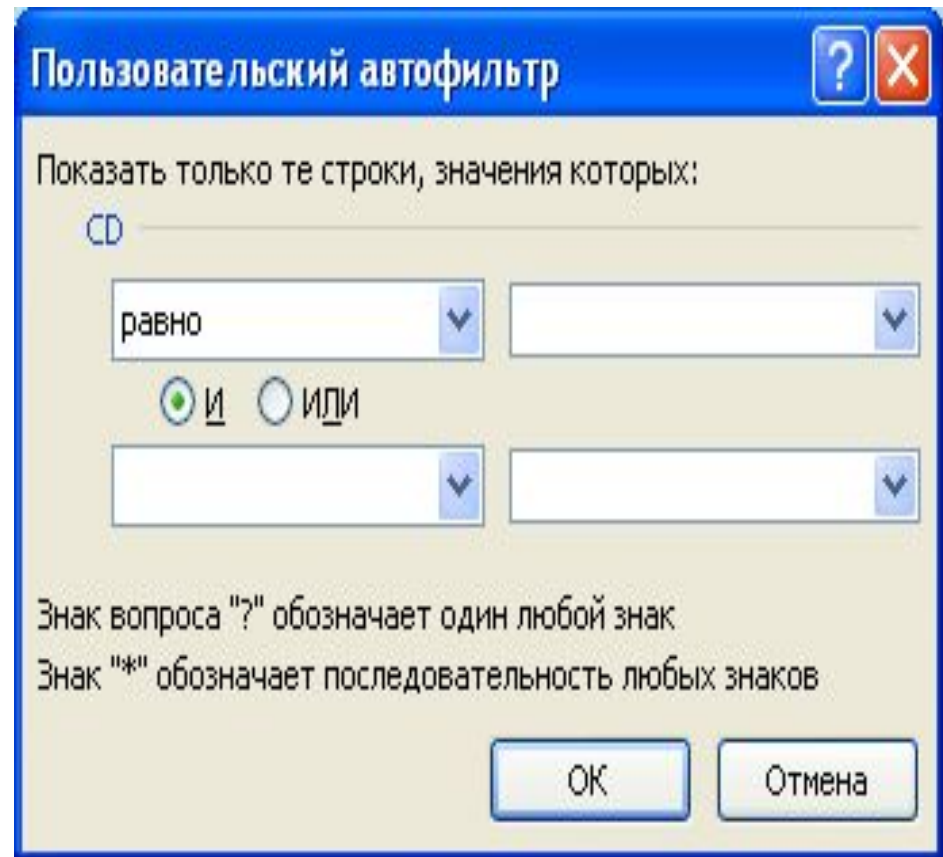 Пользовательский автофильтр ?
Показать только те строки, значения которых:
CD
равно
И ИЛИ
Знак вопроса "?" обозначает один любой знак
Знак "*" обозначает последовательность любых знаков
ОК Отмена